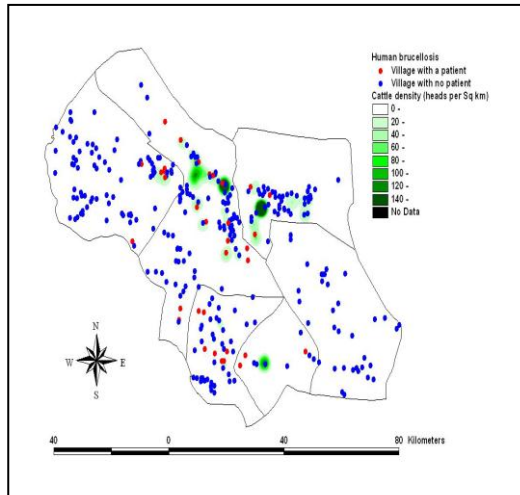 Human brucellosis
Village with a patient
Village with no patient
Cattle density (heads per Sq km)
0 -
20 -
40 -
60 -
80 -
100 -
120 -
140 -
No Data
N
W E
S
40 0 40 80 Kilometers